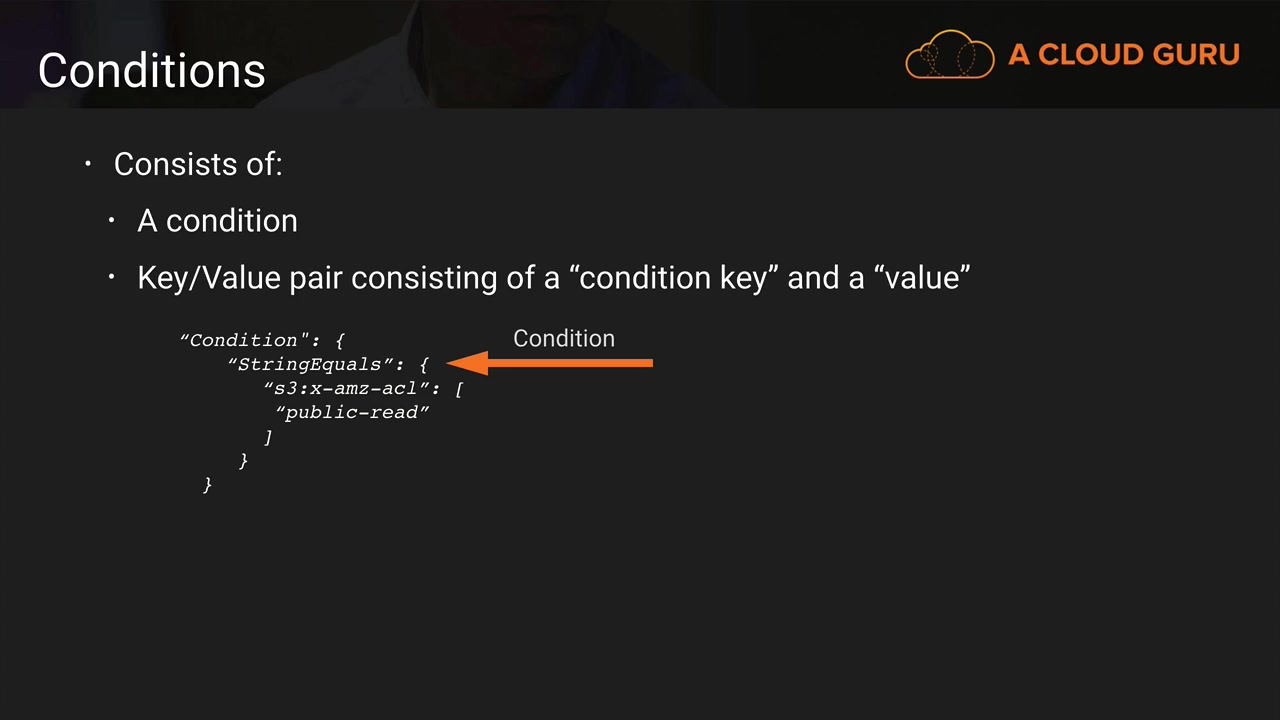 Conditions
A CLOUD GURU
• Consists of:
• A condition
• Key/Value pair consisting of a “condition key” and a “value”
“Condition": {
Condition
“StringEquals”: {
“s3:x-amz-acl”: [
“public-read”
]
}
}